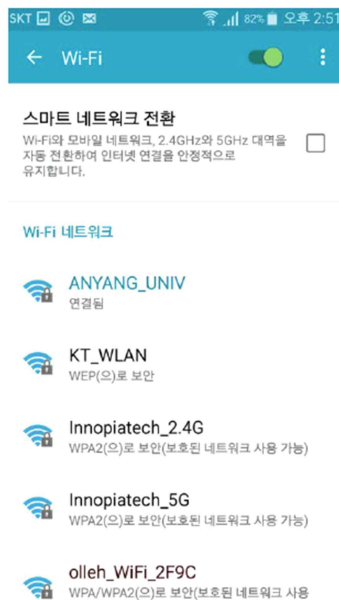 SKT 82% 오후 2:51
Wi-Fi
스마트 네트워크 전환
Wi-Fi와 모바일 네트워크, 2.4GHz와 5GHz 대역을
자동 전환하여 인터넷 연결을 안정적으로
유지합니다.
Wi-Fi 네트워크
ANYANG_UNIV
연결됨
KT_WLAN
WEP(으)로 보안
Innopiatech_2.4G
WPA2(으)로 보안(보호된 네트워크 사용 가능)
Innopiatech_5G
WPA2(으)로 보안(보호된 네트워크 사용 가능)
olleh_WiFi_2F9C
WPA/WPA2(으)로 보안(보호된 네트워크 사용